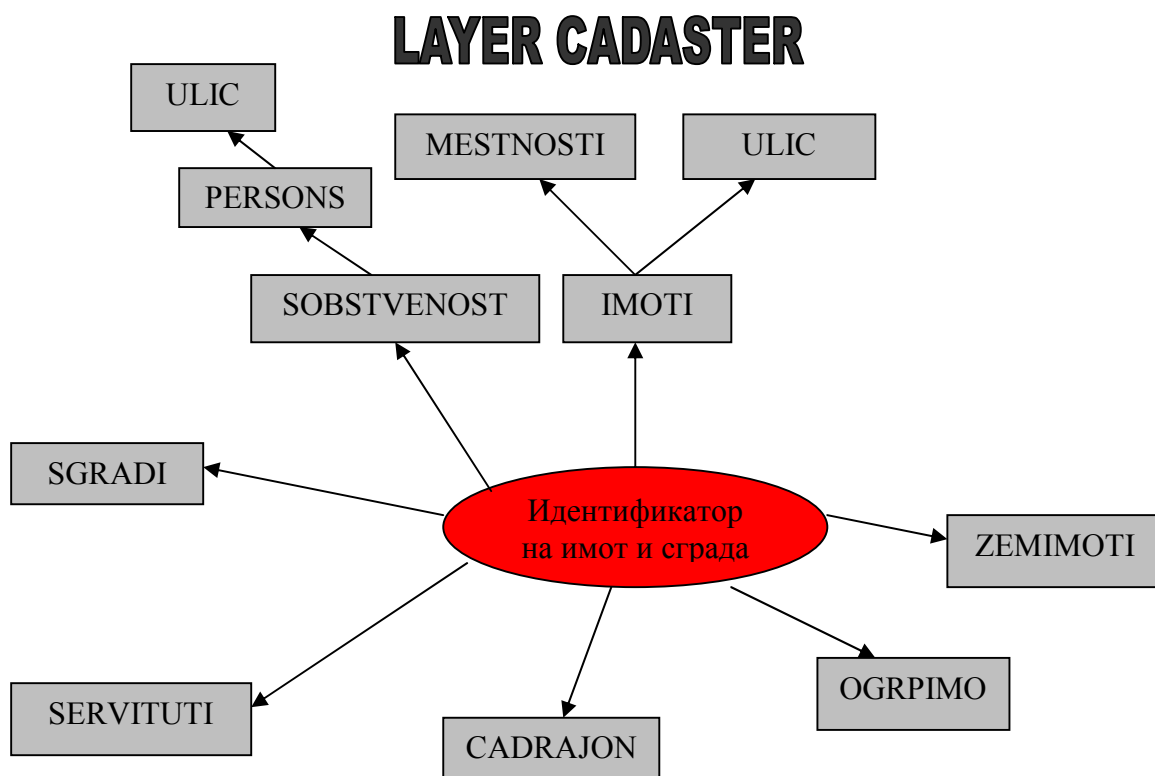 LAYER CADASTER
ULIC
MESTNOSTI
ULIC
PERSONS
SOBSTVENOST
IMOTI
SGRADI
Идентификатор
на имот и сграда
ZEMIMOTI
OGRPIMO
SERVITUTI
CADRAJON